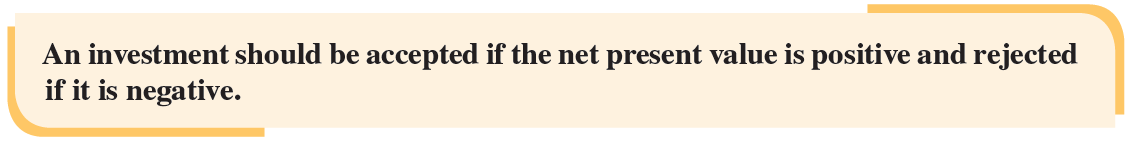 An investment should be accepted if the net present value is positive and rejected
if it is negative.